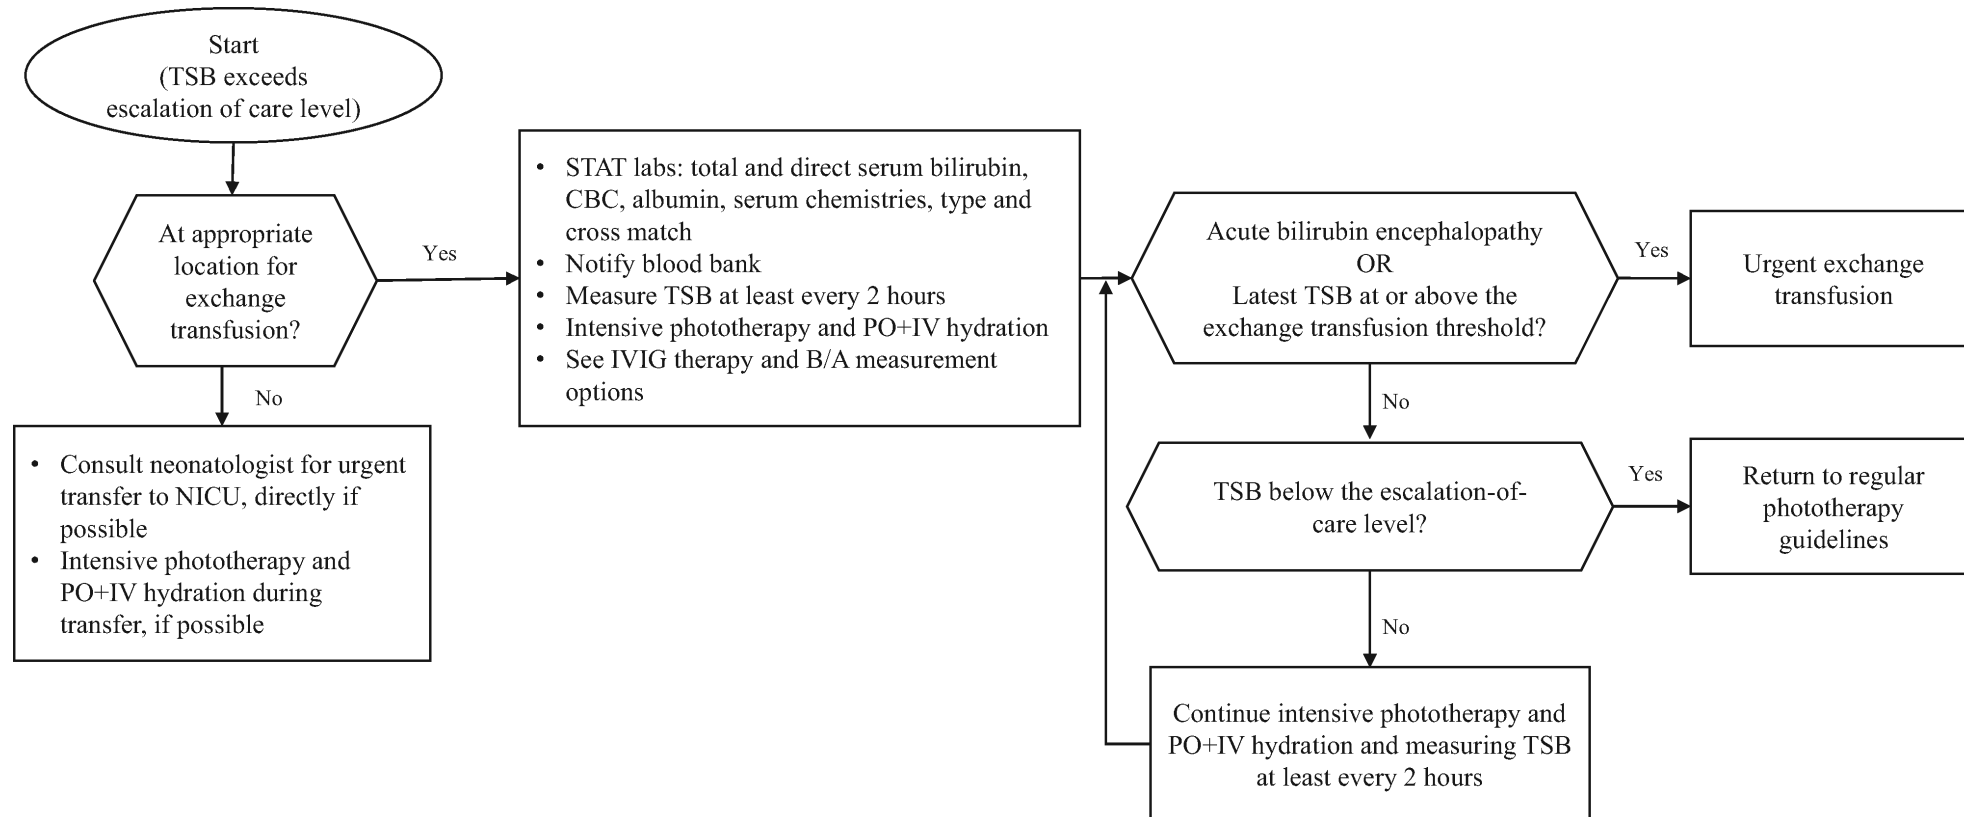 Start
(TSB exceeds
escalation of care level)
At appropriate
location for
exchange
transfusion?
Yes
No
• Consult neonatologist for urgent
transfer to NICU, directly if
possible
• Intensive phototherapy and
PO+IV hydration during
transfer, if possible
• STAT labs: total and direct serum bilirubin,
CBC, albumin, serum chemistries, type and
cross match
• Notify blood bank
• Measure TSB at least every 2 hours
• Intensive phototherapy and PO+IV hydration
• See IVIG therapy and B/A measurement
options
Acute bilirubin encephalopathy
OR
Latest TSB at or above the
exchange transfusion threshold?
Yes
Urgent exchange
transfusion
No
TSB below the escalation-of-
care level?
Yes
Return to regular
phototherapy
guidelines
No
Continue intensive phototherapy and
PO+IV hydration and measuring TSB
at least every 2 hours